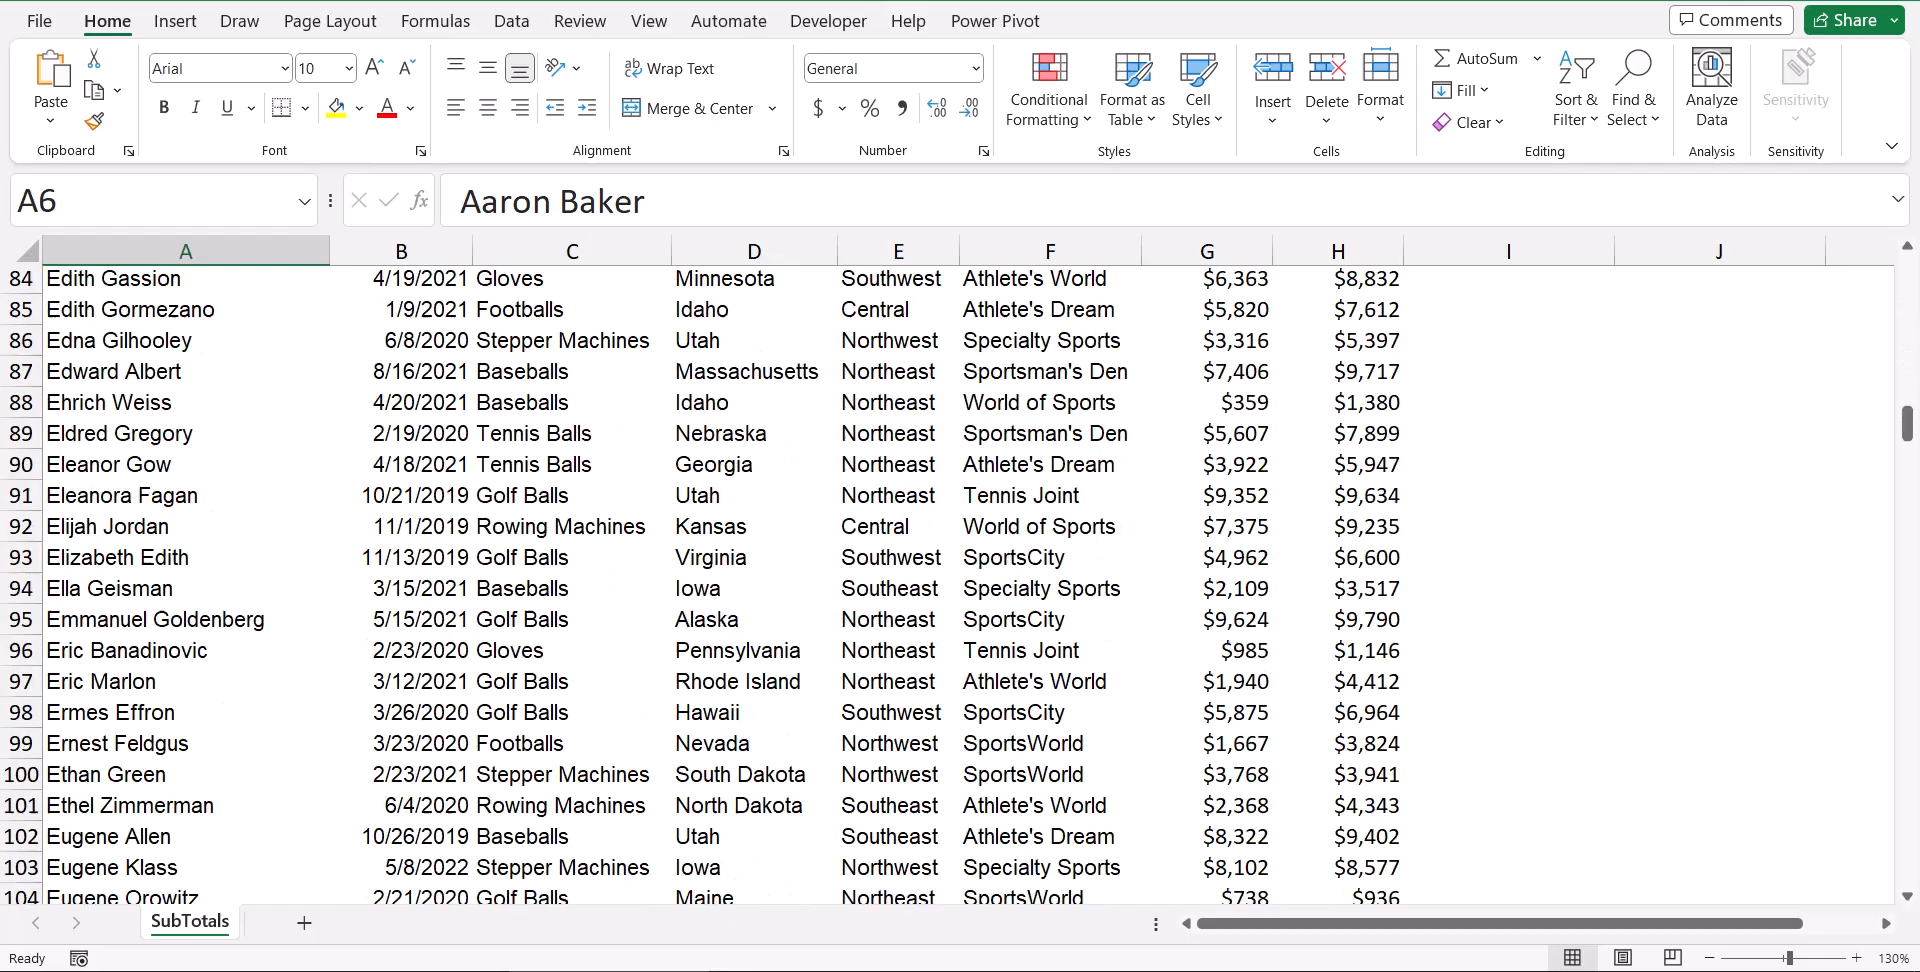 File Home Insert Draw Page Layout Formulas Data Review View Automate Developer Help Power Pivot Comments Share
Arial 10 Wrap Text General AutoSum
Paste B I U A Merge & Center $ % Conditional Formatting Format as Table Cell Styles Insert Delete Format Fill Clear Sort & Filter Find & Select Analyze Data Sensitivity
Clipboard Font Alignment Number Styles Cells Editing Analysis Sensitivity
A6 fx Aaron Baker
A B C D E F G H I J
84 Edith Gassion 4/19/2021 Gloves Minnesota Southwest Athlete's World $6,363 $8,832
85 Edith Gormezano 1/9/2021 Footballs Idaho Central Athlete's Dream $5,820 $7,612
86 Edna Gilhooley 6/8/2020 Stepper Machines Utah Northwest Specialty Sports $3,316 $5,397
87 Edward Albert 8/16/2021 Baseballs Massachusetts Northeast Sportsman's Den $7,406 $9,717
88 Ehrich Weiss 4/20/2021 Baseballs Idaho Northeast World of Sports $359 $1,380
89 Eldred Gregory 2/19/2020 Tennis Balls Nebraska Northeast Sportsman's Den $5,607 $7,899
90 Eleanor Gow 4/18/2021 Tennis Balls Georgia Northeast Athlete's Dream $3,922 $5,947
91 Eleanora Fagan 10/21/2019 Golf Balls Utah Northeast Tennis Joint $9,352 $9,634
92 Elijah Jordan 11/1/2019 Rowing Machines Kansas Central World of Sports $7,375 $9,235
93 Elizabeth Edith 11/13/2019 Golf Balls Virginia Southwest SportsCity $4,962 $6,600
94 Ella Geisman 3/15/2021 Baseballs Iowa Southeast Specialty Sports $2,109 $3,517
95 Emmanuel Goldenberg 5/15/2021 Golf Balls Alaska Northeast SportsCity $9,624 $9,790
96 Eric Banadinovic 2/23/2020 Gloves Pennsylvania Northeast Tennis Joint $985 $1,146
97 Eric Marlon 3/12/2021 Golf Balls Rhode Island Northeast Athlete's World $1,940 $4,412
98 Ermes Effron 3/26/2020 Golf Balls Hawaii Southwest SportsCity $5,875 $6,964
99 Ernest Feldgus 3/23/2020 Footballs Nevada Northwest SportsWorld $1,667 $3,824
100 Ethan Green 2/23/2021 Stepper Machines South Dakota Northwest SportsWorld $3,768 $3,941
101 Ethel Zimmerman 6/4/2020 Rowing Machines North Dakota Southeast Athlete's World $2,368 $4,343
102 Eugene Allen 10/26/2019 Baseballs Utah Southeast Athlete's Dream $8,322 $9,402
103 Eugene Klass 5/8/2022 Stepper Machines Iowa Northwest Specialty Sports $8,102 $8,577
104 Eugene Orowitz 2/21/2020 Golf Balls Maine Northeast SportsWorld $738 $936
SubTotals
Ready 130%